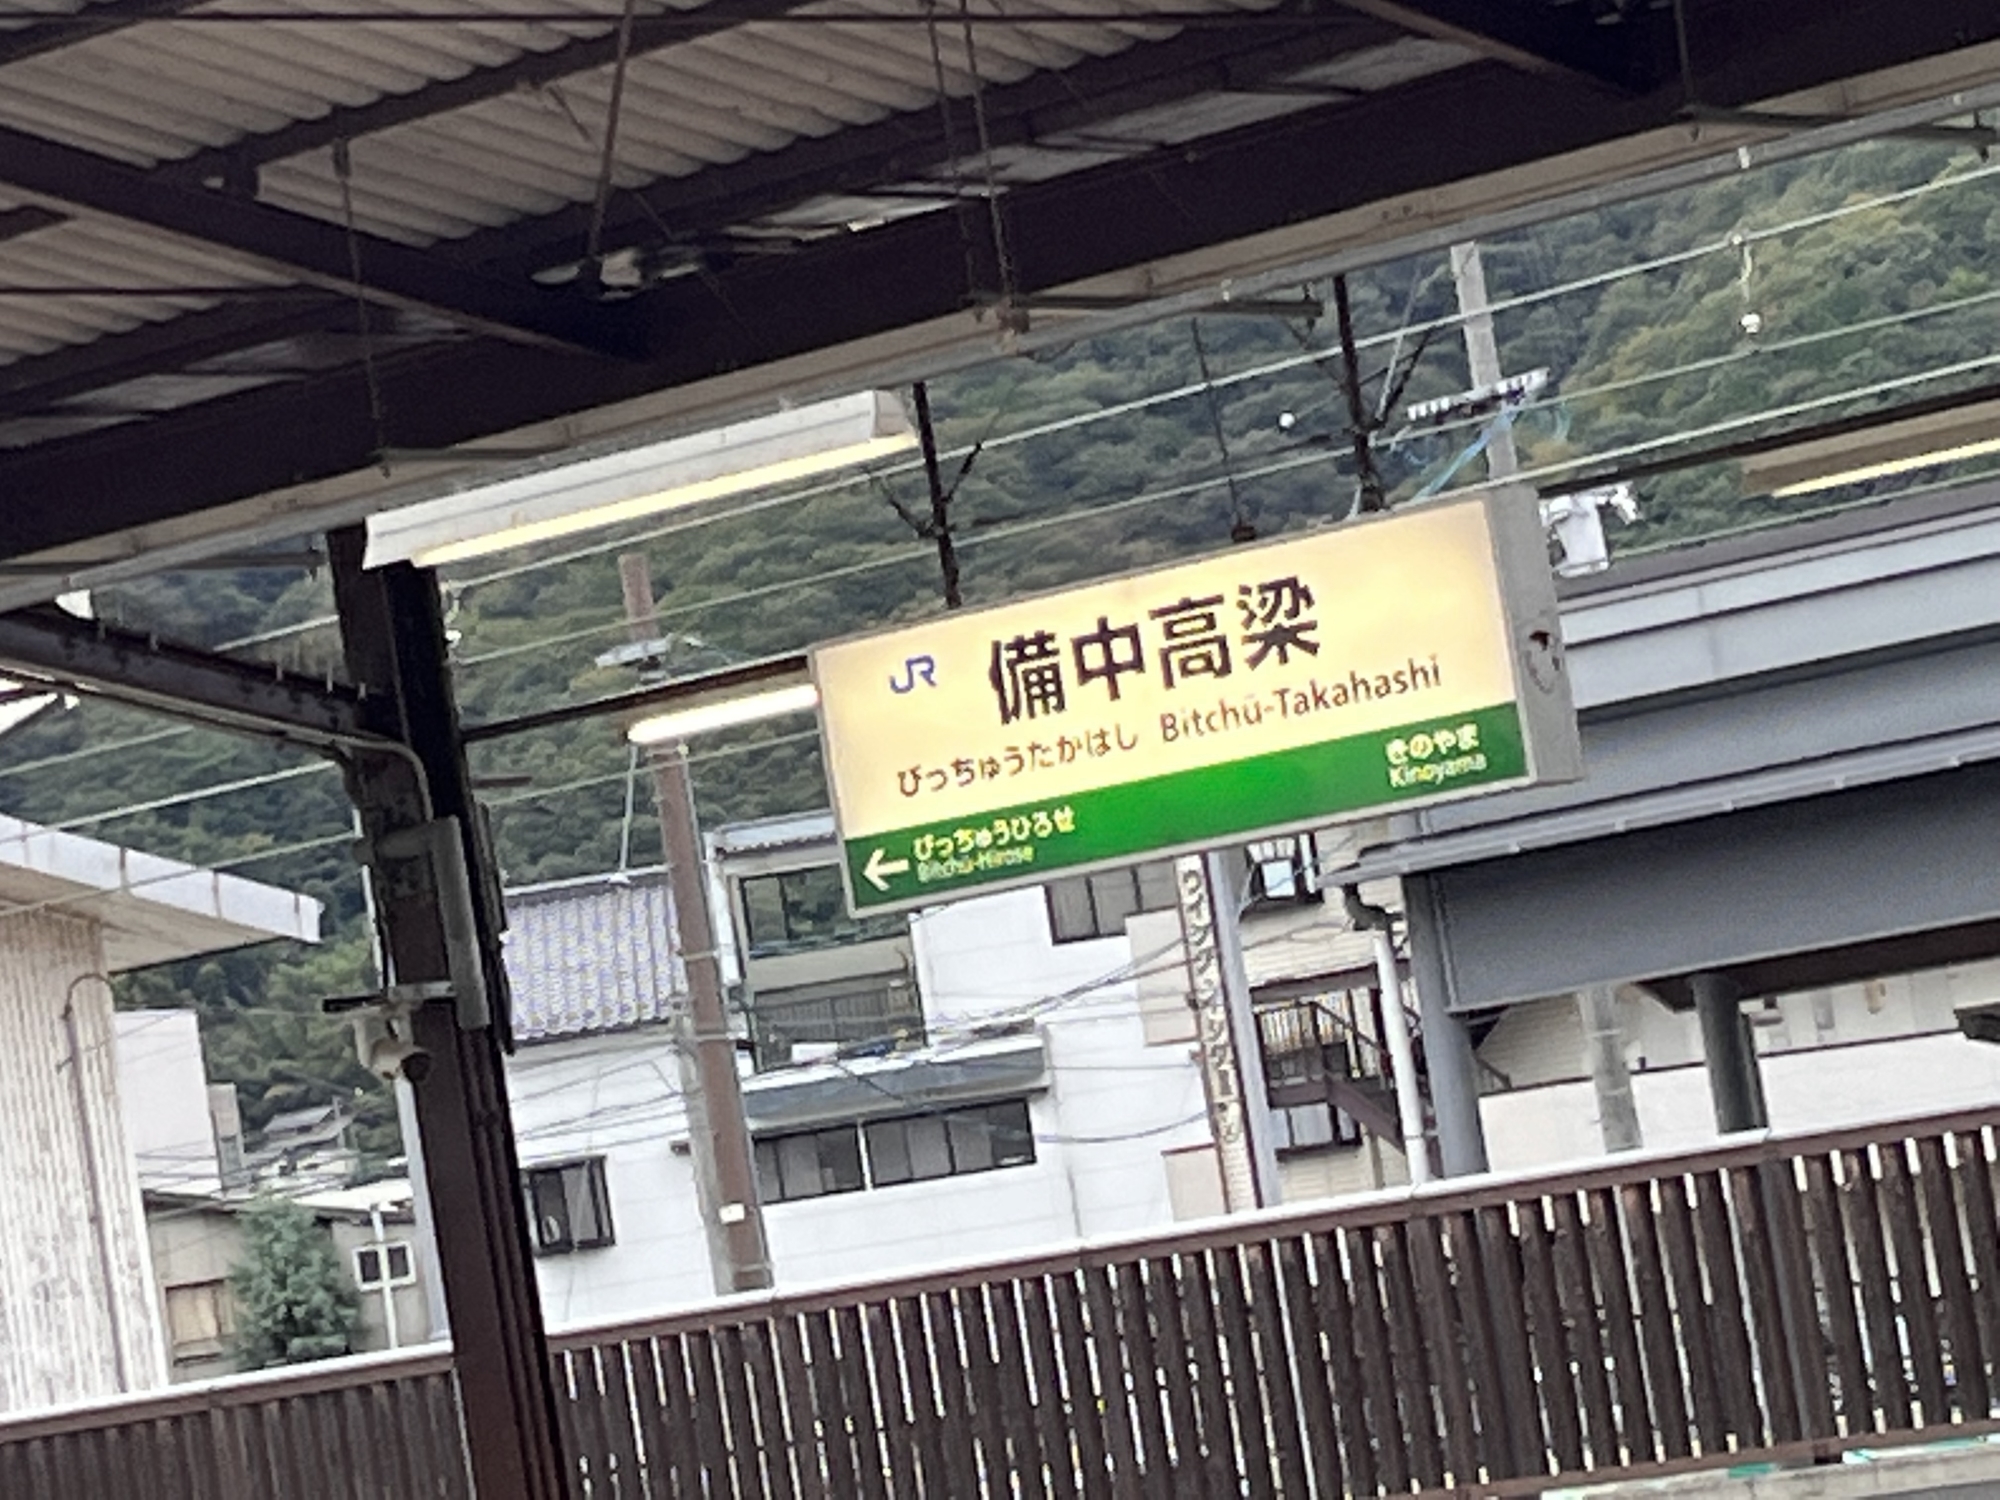 JR
備中高梁
びっちゅうたかはし Bitchū-Takahashi
きのやま
Kinoyama
← びっちゅうひろせ
Bitchū-Hirose